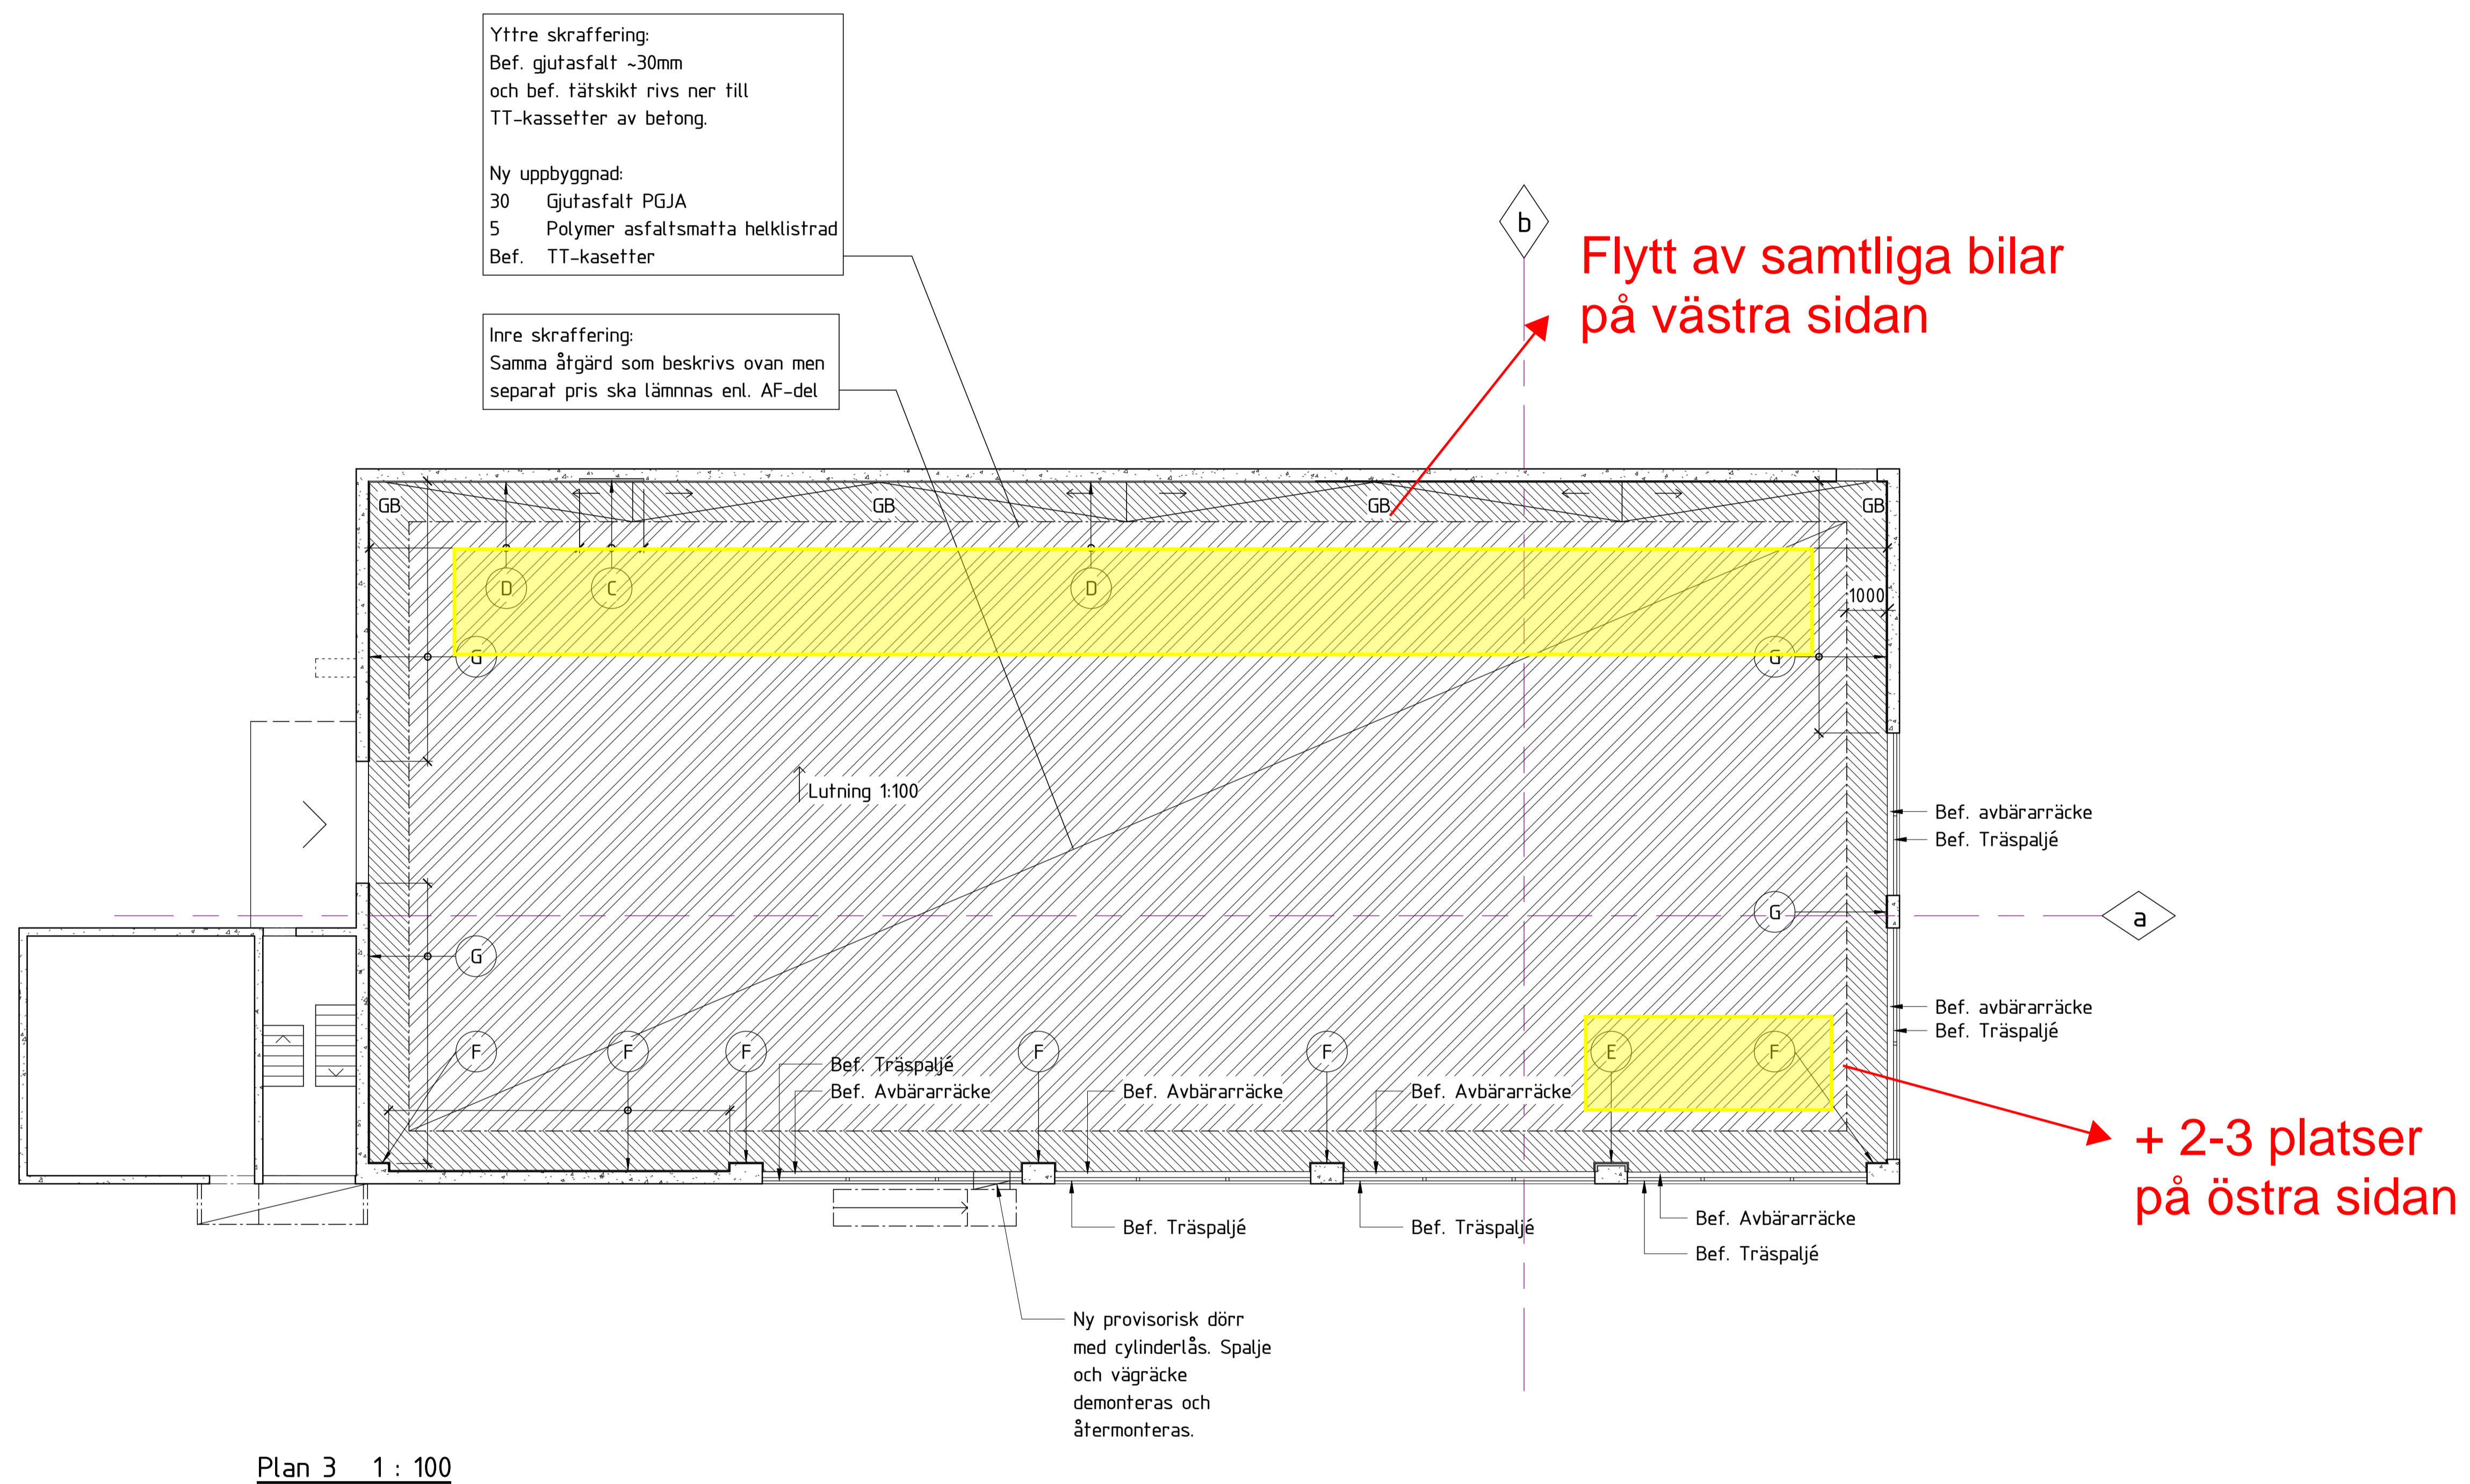 Yttre skraffering:
Bef. gjutasfalt ~30mm
och bef. tätskikt rivs ner till
TT-kassetter av betong.
Ny uppbyggnad:
30 Gjutasfalt PGJA
5 Polymer asfaltsmatta helklistrad
Bef. TT-kasetter
Inre skraffering:
Samma åtgärd som beskrivs ovan men
separat pris ska lämnnas enl. AF-del
b
Flytt av samtliga bilar
på västra sidan
GB
GB
GB
GB
D
C
D
1000
G
G
Lutning 1:100
Bef. avbärarräcke
Bef. Träspaljé
G
a
G
Bef. avbärarräcke
Bef. Träspaljé
F
F
F
F
F
E
F
Bef. Träspaljé
Bef. Avbärarräcke
Bef. Avbärarräcke
Bef. Avbärarräcke
+ 2-3 platser
på östra sidan
Bef. Träspaljé
Bef. Träspaljé
Bef. Avbärarräcke
Bef. Träspaljé
Ny provisorisk dörr
med cylinderlås. Spalje
och vägräcke
demonteras och
återmonteras.
Plan 3 1 : 100